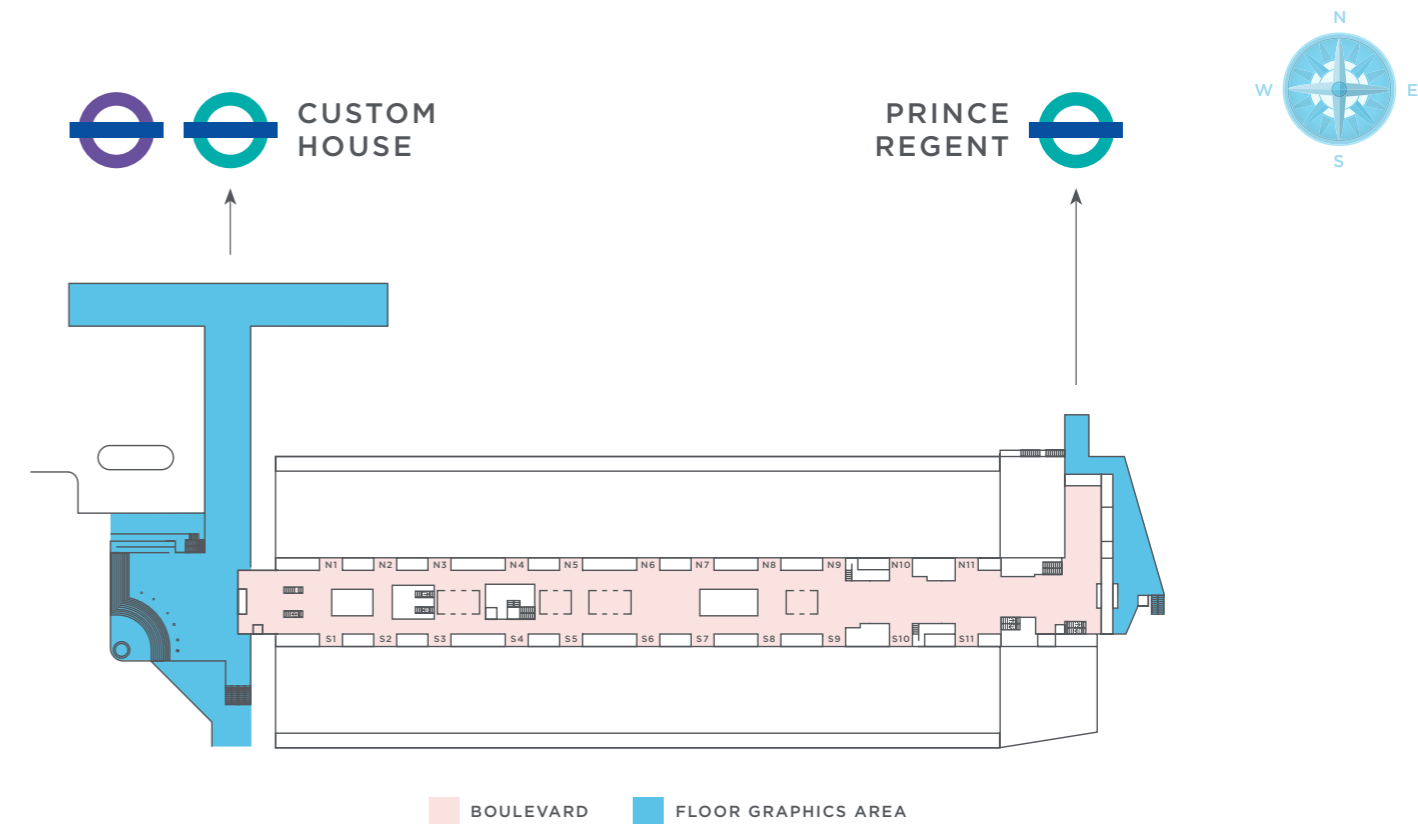 N
W
E
S
CUSTOM
HOUSE
PRINCE
REGENT
N1 N2 N3 N4 N5 N6 N7 N8 N9 N10 N11
S1 S2 S3 S4 S5 S6 S7 S8 S9 S10 S11
BOULEVARD
FLOOR GRAPHICS AREA